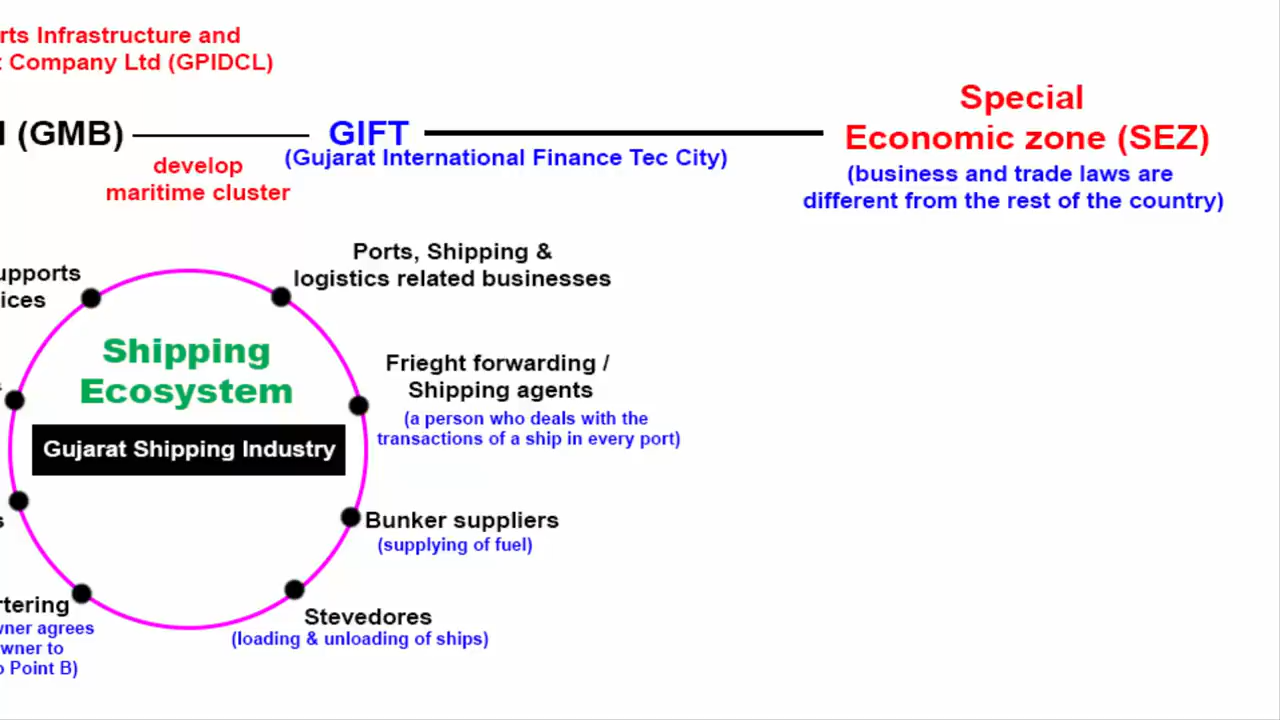 rts Infrastructure and
Company Ltd (GPIDCL)
(GMB)
GIFT
(Gujarat International Finance Tec City)
develop
maritime cluster
Special
Economic zone (SEZ)
(business and trade laws are
different from the rest of the country)
upports
ices
Ports, Shipping &
logistics related businesses
Shipping
Ecosystem
Gujarat Shipping Industry
Frieght forwarding /
Shipping agents
(a person who deals with the
transactions of a ship in every port)
Bunker suppliers
(supplying of fuel)
Stevedores
(loading & unloading of ships)
rtering
wner agrees
wner to
Point B)